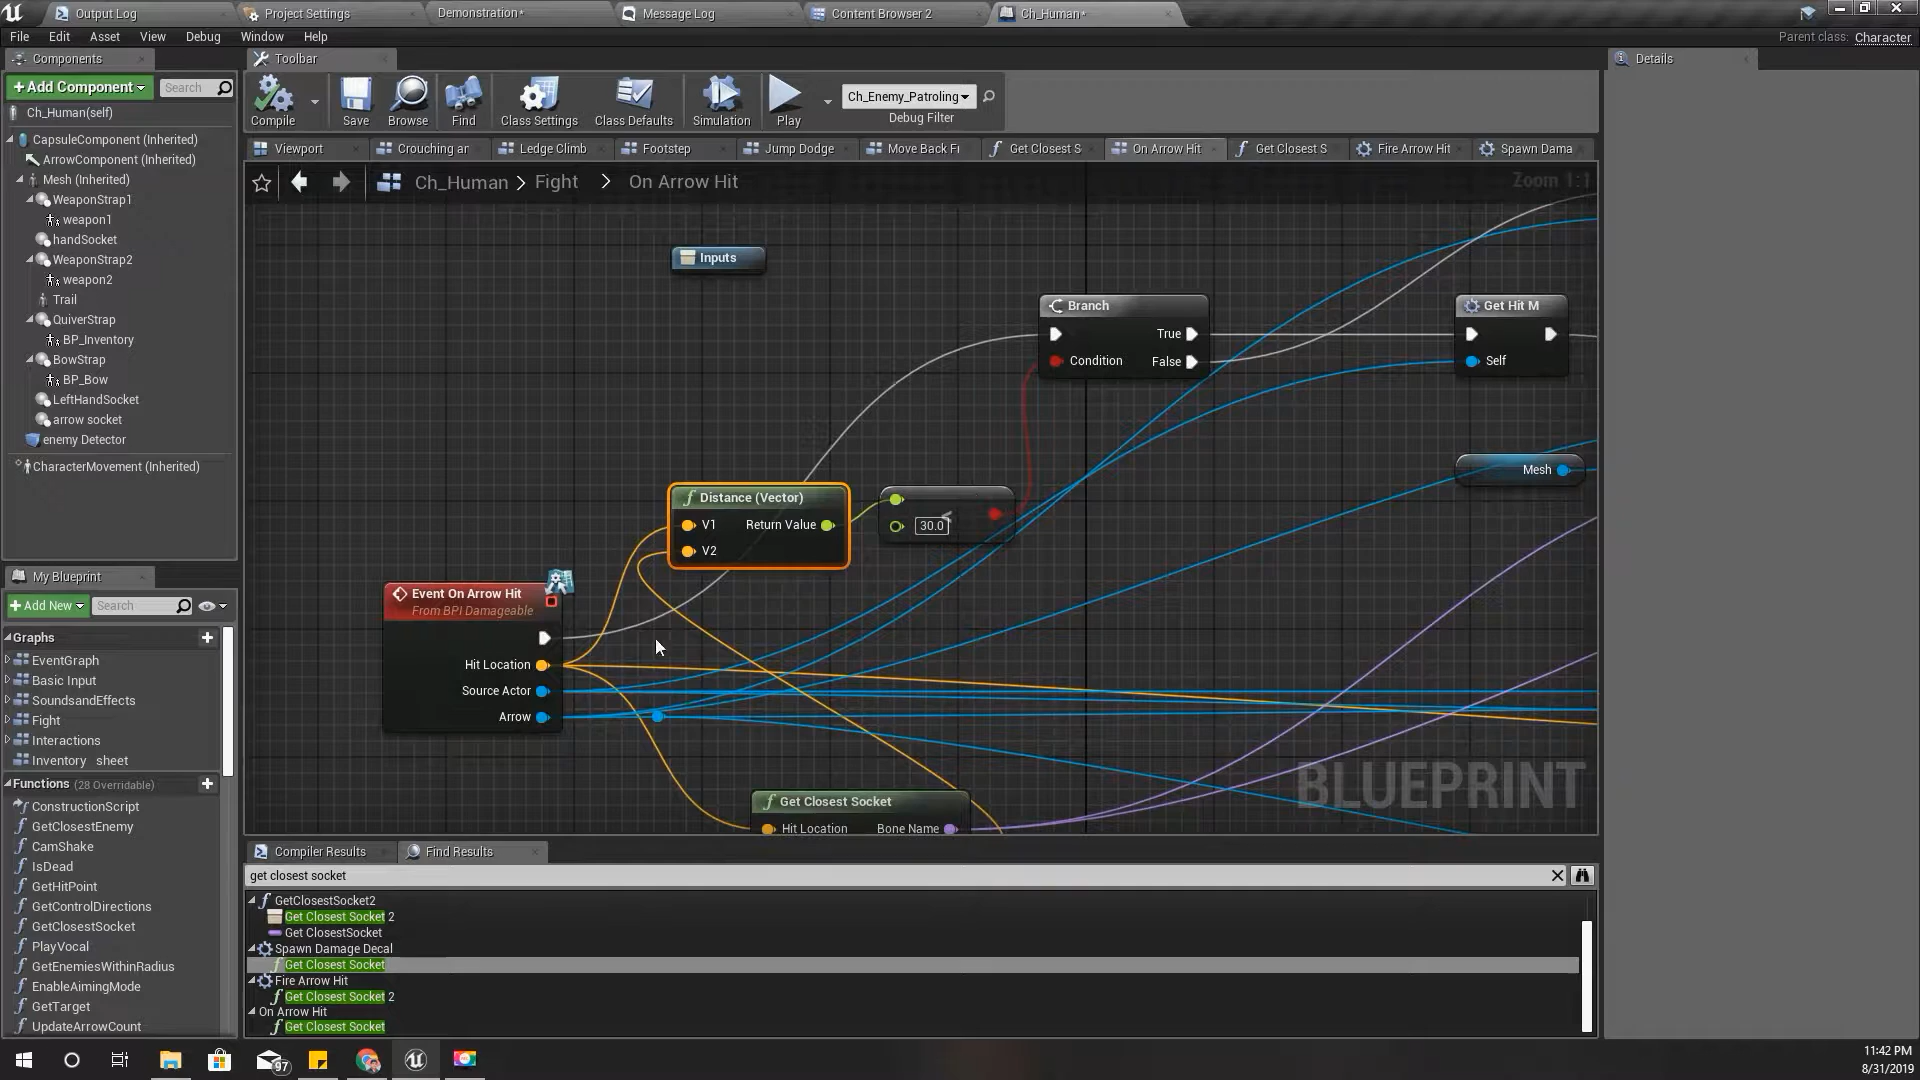 Output Log
Project Settings
Demonstration*
Message Log
Content Browser 2
Ch_Human*
File Edit Asset View Debug Window Help
Parent class: Character
Components
Toolbar
Details
+Add Component
Search
Ch_Human(self)
CapsuleComponent (Inherited)
ArrowComponent (Inherited)
Mesh (Inherited)
WeaponStrap1
weapon1
handSocket
WeaponStrap2
weapon2
Trail
QuiverStrap
BP_Inventory
BowStrap
BP_Bow
LeftHandSocket
arrow socket
enemy Detector
CharacterMovement (Inherited)
Compile
Save
Browse
Find
Class Settings
Class Defaults
Simulation
Play
Ch_Enemy_Patroling
Debug Filter
Viewport
Crouching ar
Ledge Climb
Footstep
Jump Dodge
Move Back Fi
Get Closest S
On Arrow Hit
Get Closest S
Fire Arrow Hit
Spawn Dama
Ch_Human > Fight > On Arrow Hit
Zoom 1:1
Inputs
Branch
True
Condition False
Get Hit M
Self
Mesh
Distance (Vector)
V1 Return Value
V2
<
30.0
Event On Arrow Hit
From BPI Damageable
Hit Location
Source Actor
Arrow
Get Closest Socket
Hit Location Bone Name
BLUEPRINT
My Blueprint
+Add New
Search
Graphs
EventGraph
Basic Input
SoundsandEffects
Fight
Interactions
Inventory sheet
Functions (28 Overridable)
ConstructionScript
GetClosestEnemy
CamShake
IsDead
GetHitPoint
GetControlDirections
GetClosestSocket
PlayVocal
GetEnemiesWithinRadius
EnableAimingMode
GetTarget
UpdateArrowCount
Compiler Results
Find Results
get closest socket
GetClosestSocket2
Get Closest Socket 2
Get ClosestSocket
Spawn Damage Decal
Get Closest Socket
Fire Arrow Hit
Get Closest Socket 2
On Arrow Hit
Get Closest Socket
97
11:42 PM
8/31/2019